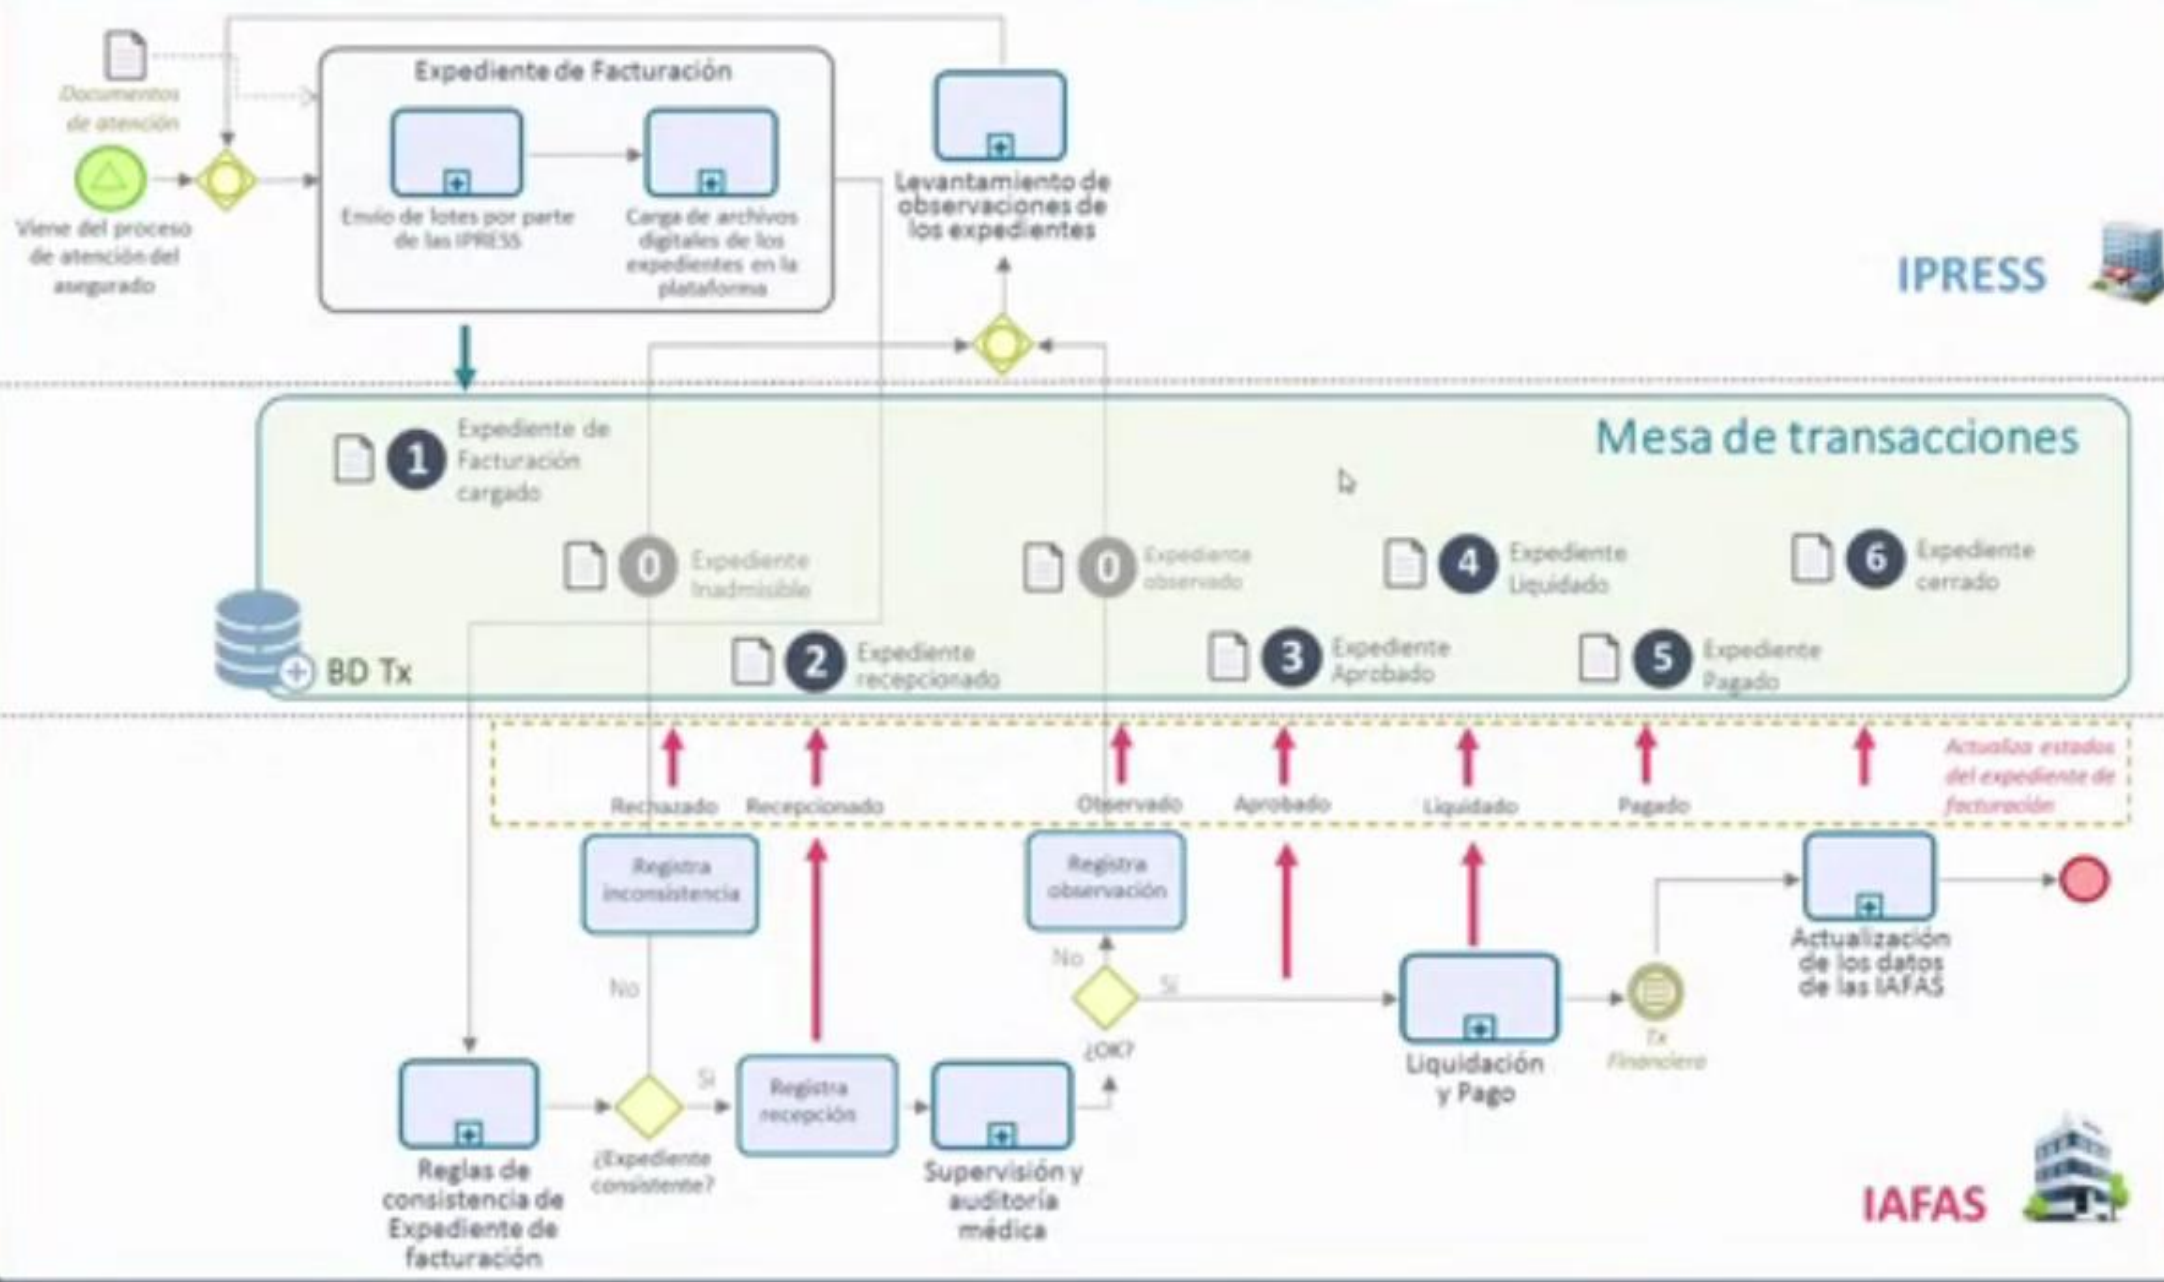 Documentos
de atención
Viene del proceso
de atención del
asegurado
Expediente de Facturación
Envío de lotes por parte
de las IPRESS
Carga de archivos
digitales de los
expedientes en la
plataforma
Levantamiento de
observaciones de
los expedientes
IPRESS
Mesa de transacciones
1
Expediente de
Facturación
cargado
0
Expediente
Inadmisible
0
Expediente
observado
4
Expediente
Liquidado
6
Expediente
cerrado
BD Tx
2
Expediente
recepcionado
3
Expediente
Aprobado
5
Expediente
Pagado
Rechazado
Recepcionado
Observado
Aprobado
Liquidado
Pagado
Actualiza estados
del expediente de
facturación
Registra
inconsistencia
Registra
observación
No
No
Si
¿OK?
Actualización
de los datos
de las IAFAS
Liquidación
y Pago
Tx
Financiera
Si
Registra
recepción
Reglas de
consistencia de
Expediente de
facturación
¿Expediente
consistente?
Supervisión y
auditoría
médica
IAFAS